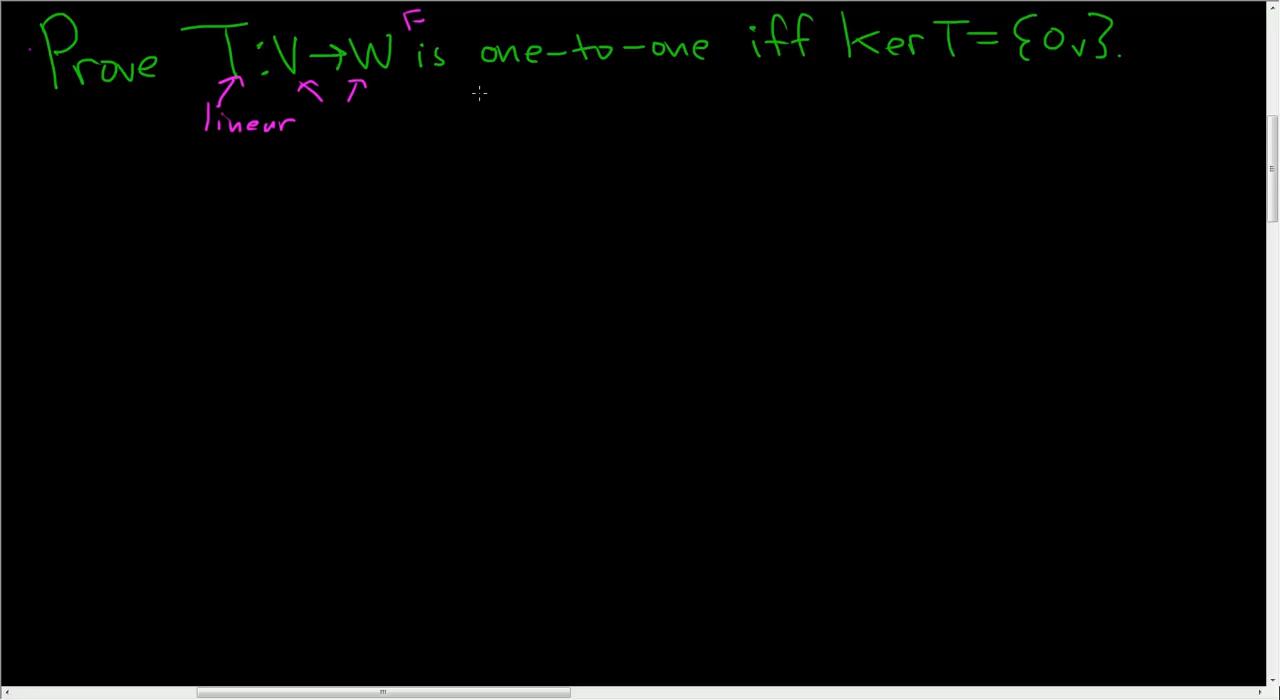 F
Prove T:V→W is one-to-one iff ker T = {0v}.
linear